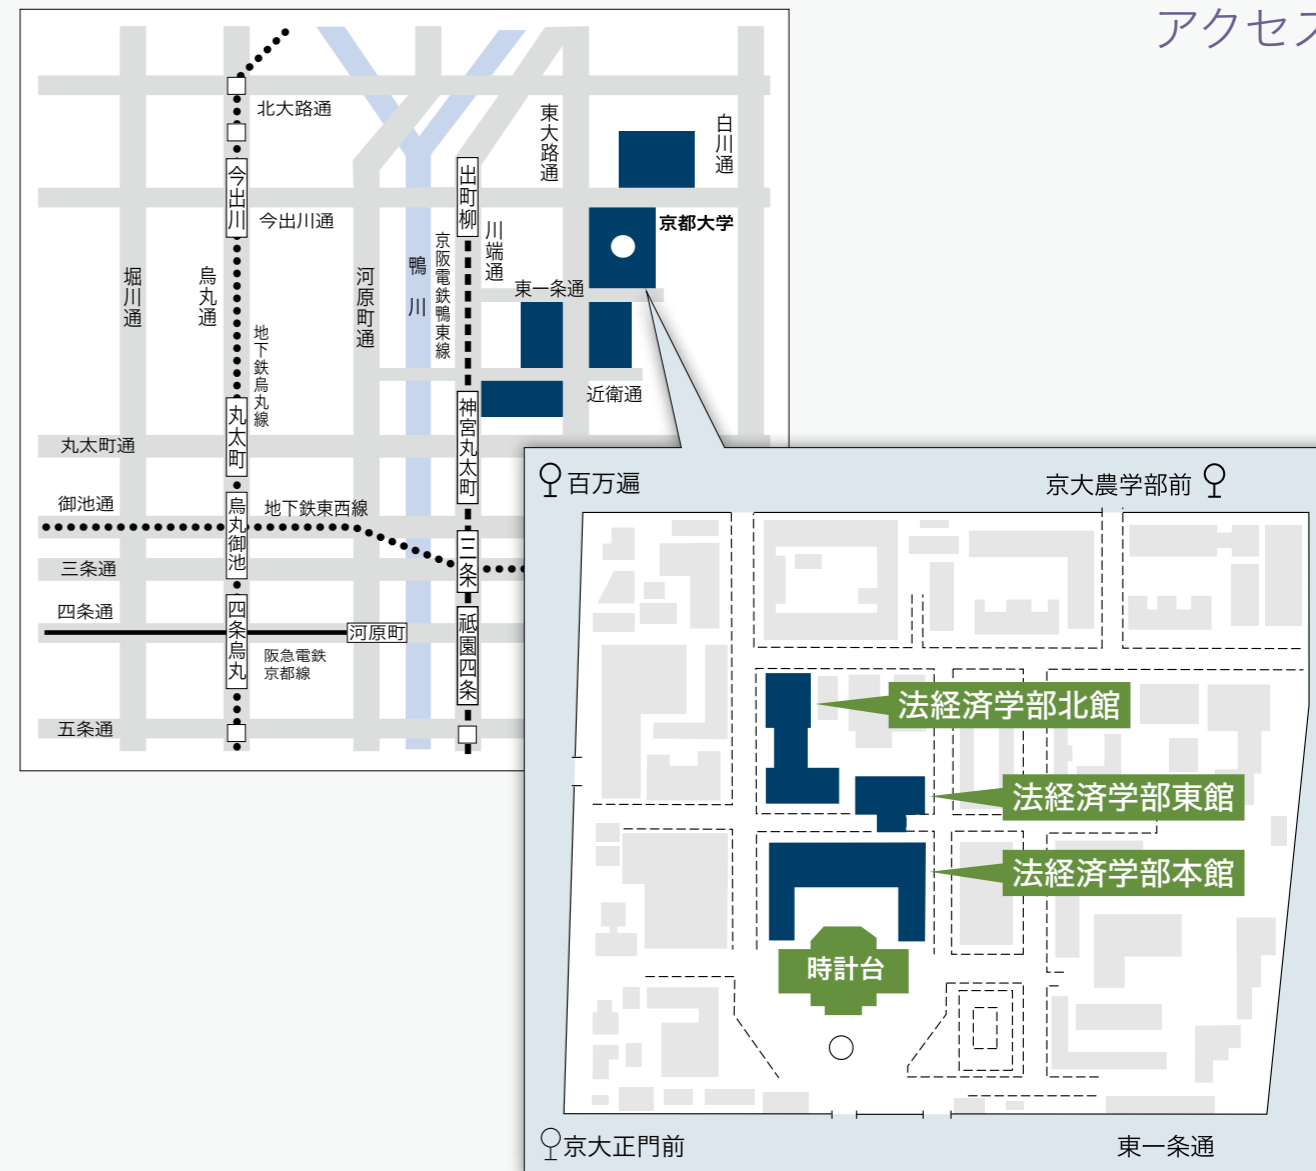 アクセス
北大路通
今出川
今出川通
堀川通
烏丸通
地下鉄烏丸線
河原町通
鴨川
京阪電鉄鴨東線
出町柳
川端通
東大路通
白川通
京都大学
東一条通
近衛通
丸太町
丸太町通
神宮丸太町
御池通
烏丸御池
地下鉄東西線
三条通
三条
四条通
四条烏丸
河原町
阪急電鉄
京都線
祇園四条
五条通
百万遍
京大農学部前
法経済学部北館
法経済学部東館
法経済学部本館
時計台
京大正門前
東一条通